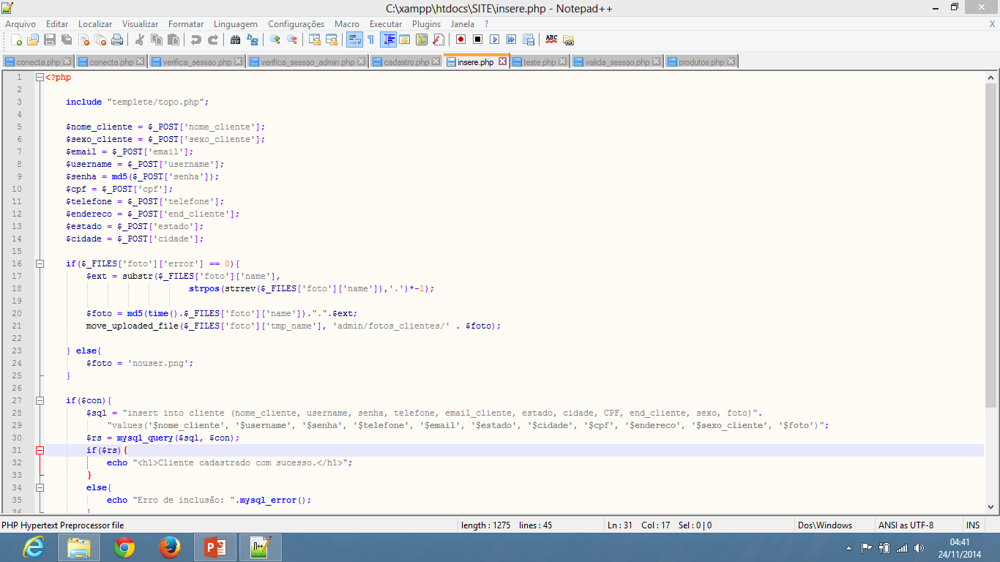 C:\xampp\htdocs\SITE\insere.php - Notepad++
Arquivo Editar Localizar Visualizar Formatar Linguagem Configurações Macro Executar Plugins Janela ? X
conecta.php conecta.php verifica_sessao.php verifica_sessao_admin.php cadastro.php insere.php teste.php valida_sessao.php produtos.php
1 <?php
2
3 include "templete/topo.php";
4
5 $nome_cliente = $_POST['nome_cliente'];
6 $sexo_cliente = $_POST['sexo_cliente'];
7 $email = $_POST['email'];
8 $username = $_POST['username'];
9 $senha = md5($_POST['senha']);
10 $cpf = $_POST['cpf'];
11 $telefone = $_POST['telefone'];
12 $endereco = $_POST['end_cliente'];
13 $estado = $_POST['estado'];
14 $cidade = $_POST['cidade'];
15
16 if($_FILES['foto']['error'] == 0){
17 $ext = substr($_FILES['foto']['name'],
18 strpos(strrev($_FILES['foto']['name']),'.')*-1);
19
20 $foto = md5(time().$_FILES['foto']['name']).".".$ext;
21 move_uploaded_file($_FILES['foto']['tmp_name'], 'admin/fotos_clientes/' . $foto);
22
23 } else{
24 $foto = 'nouser.png';
25 }
26
27 if($con){
28 $sql = "insert into cliente (nome_cliente, username, senha, telefone, email_cliente, estado, cidade, CPF, end_cliente, sexo, foto)".
29 "values('$nome_cliente', '$username', '$senha', '$telefone', '$email', '$estado', '$cidade', '$cpf', '$endereco', '$sexo_cliente', '$foto')";
30 $rs = mysql_query($sql, $con);
31 if($rs){
32 echo "<h1>Cliente cadastrado com sucesso.</h1>";
33 }
34 else{
35 echo "Erro de inclusão: ".mysql_error();
36 }
PHP Hypertext Preprocessor file length : 1275 lines : 45 Ln : 31 Col : 17 Sel : 0 | 0 Dos\Windows ANSI as UTF-8 INS
04:41
24/11/2014